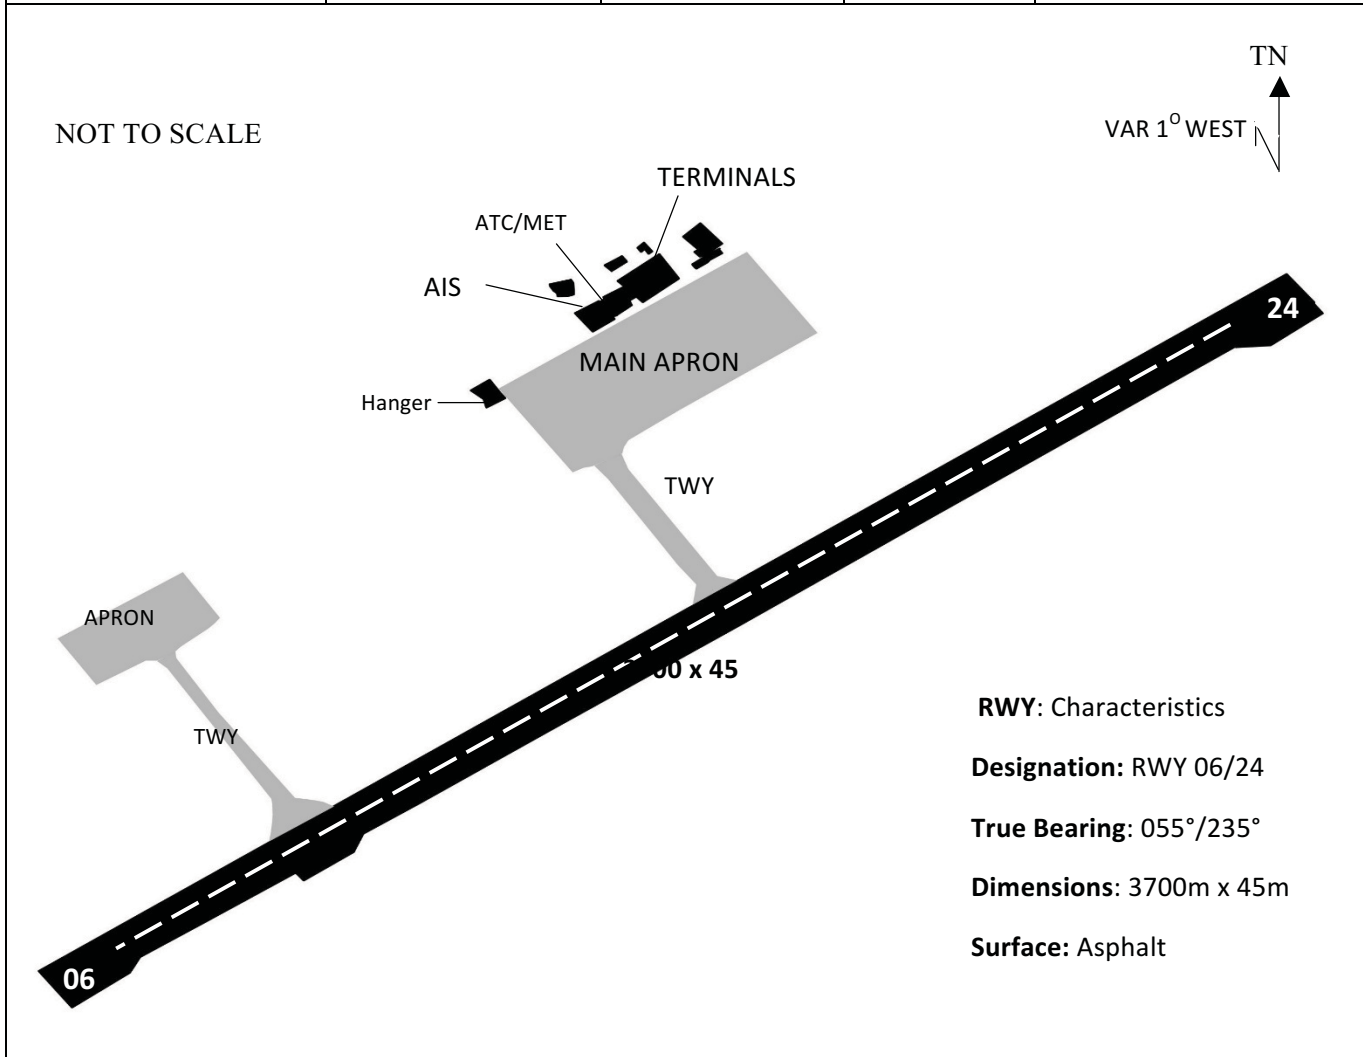 TN
VAR 1° WEST
NOT TO SCALE
TERMINALS
ATC/MET
AIS
24
MAIN APRON
Hanger
TWY
APRON
00 x 45
RWY: Characteristics
TWY
Designation: RWY 06/24
True Bearing: 055°/235°
Dimensions: 3700m x 45m
Surface: Asphalt
06